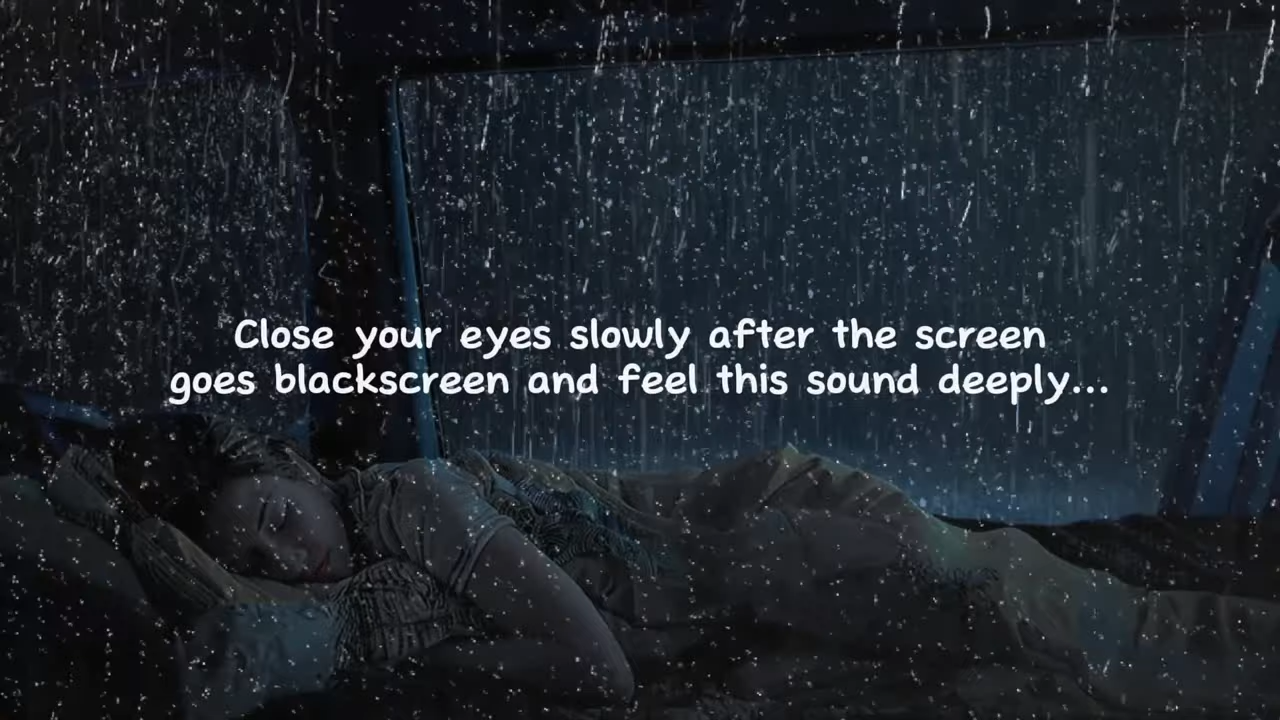 Close your eyes slowly after the screen
goes blackscreen and feel this sound deeply...